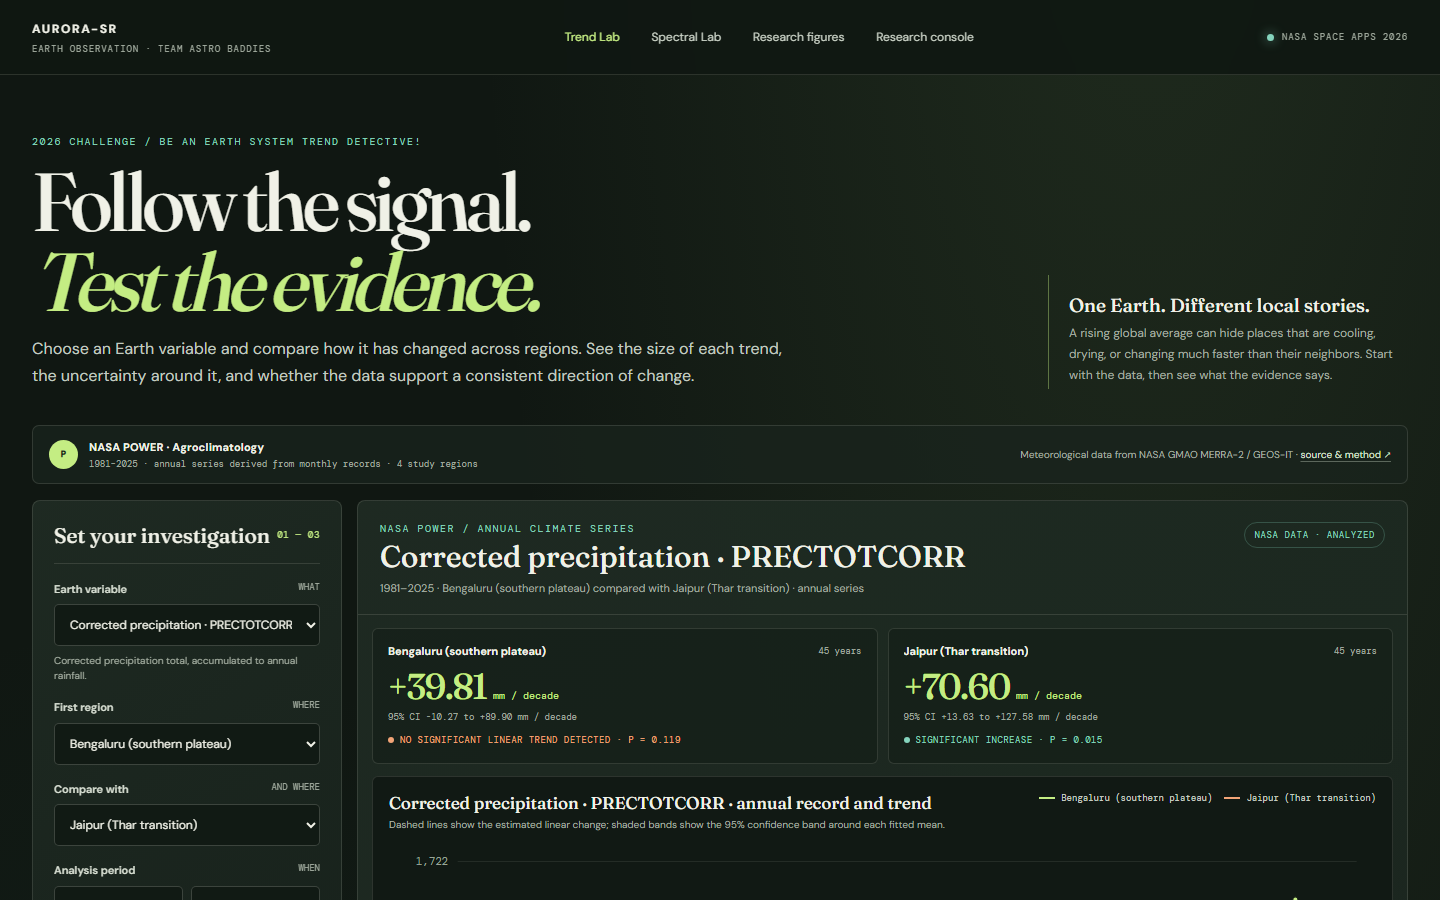 AURORA-SR
EARTH OBSERVATION · TEAM ASTRO BADDIES
Trend Lab
Spectral Lab
Research figures
Research console
NASA SPACE APPS 2026
2026 CHALLENGE / BE AN EARTH SYSTEM TREND DETECTIVE!
Follow the signal.
Test the evidence.
Choose an Earth variable and compare how it has changed across regions. See the size of each trend,
the uncertainty around it, and whether the data support a consistent direction of change.
One Earth. Different local stories.
A rising global average can hide places that are cooling,
drying, or changing much faster than their neighbors. Start
with the data, then see what the evidence says.
P
NASA POWER · Agroclimatology
1981–2025 · annual series derived from monthly records · 4 study regions
Meteorological data from NASA GMAO MERRA-2 / GEOS-IT · source & method ↗
Set your investigation
01 — 03
Earth variable
WHAT
Corrected precipitation · PRECTOTCORR
Corrected precipitation total, accumulated to annual
rainfall.
First region
WHERE
Bengaluru (southern plateau)
Compare with
AND WHERE
Jaipur (Thar transition)
Analysis period
WHEN
NASA POWER / ANNUAL CLIMATE SERIES
Corrected precipitation · PRECTOTCORR
1981–2025 · Bengaluru (southern plateau) compared with Jaipur (Thar transition) · annual series
NASA DATA · ANALYZED
Bengaluru (southern plateau)
45 years
+39.81 mm / decade
95% CI -10.27 to +89.90 mm / decade
NO SIGNIFICANT LINEAR TREND DETECTED · P = 0.119
Jaipur (Thar transition)
45 years
+70.60 mm / decade
95% CI +13.63 to +127.58 mm / decade
SIGNIFICANT INCREASE · P = 0.015
Corrected precipitation · PRECTOTCORR · annual record and trend
Dashed lines show the estimated linear change; shaded bands show the 95% confidence band around each fitted mean.
Bengaluru (southern plateau)
Jaipur (Thar transition)
1,722